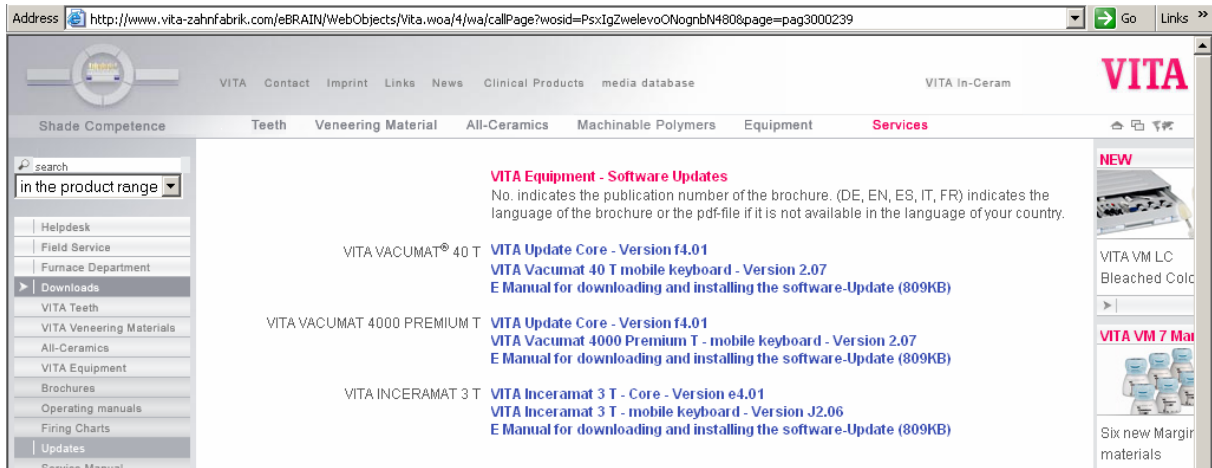 Address http://www.vita-zahnfabrik.com/eBRAIN/WebObjects/Vita.woa/4/wa/callPage?wosid=PsxIgZwelevoONognbN480&page=pag3000239 Go Links »
VITA Contact Imprint Links News Clinical Products media database VITA In-Ceram VITA
Shade Competence Teeth Veneering Material All-Ceramics Machinable Polymers Equipment Services
search
in the product range
Helpdesk
Field Service
Furnace Department
Downloads
VITA Teeth
VITA Veneering Materials
All-Ceramics
VITA Equipment
Brochures
Operating manuals
Firing Charts
Updates
Service Manual
VITA Equipment - Software Updates
No. indicates the publication number of the brochure. (DE, EN, ES, IT, FR) indicates the
language of the brochure or the pdf-file if it is not available in the language of your country.
VITA VACUMAT® 40 T VITA Update Core - Version f4.01
VITA Vacumat 40 T mobile keyboard - Version 2.07
E Manual for downloading and installing the software-Update (809KB)
VITA VACUMAT 4000 PREMIUM T VITA Update Core - Version f4.01
VITA Vacumat 4000 Premium T - mobile keyboard - Version 2.07
E Manual for downloading and installing the software-Update (809KB)
VITA INCERAMAT 3 T VITA Inceramat 3 T - Core - Version e4.01
VITA Inceramat 3 T - mobile keyboard - Version J2.06
E Manual for downloading and installing the software-Update (809KB)
NEW
VITA VM LC
Bleached Colo
VITA VM 7 Mar
Six new Margin
materials